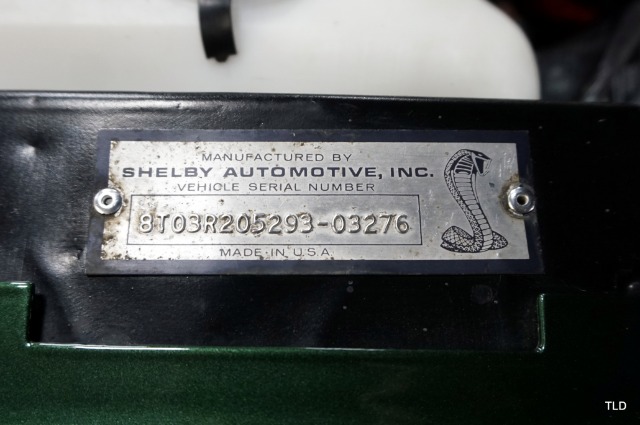 MANUFACTURED BY
SHELBY AUTOMOTIVE, INC.
VEHICLE SERIAL NUMBER
8T03R205293-03276
MADE IN U.S.A.
TLD